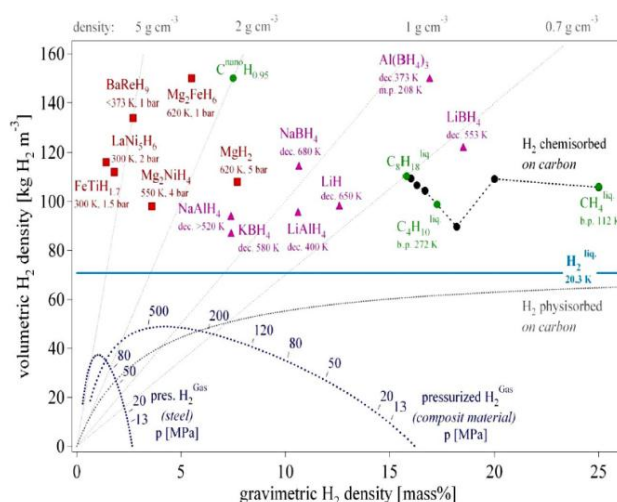 density: 5 g cm⁻³ 2 g cm⁻³ 1 g cm⁻³ 0.7 g cm⁻³
160
140
120
100
80
60
40
20
0
volumetric H₂ density [kg H₂ m⁻³]
BaReH₉
<373 K, 1 bar
LaNi₅H₆
300 K, 2 bar
FeTiH₁.₇
300 K, 1.5 bar
Mg₂NiH₄
550 K, 4 bar
Mg₂FeH₆
620 K, 1 bar
CⁿᵃⁿᵒH₀.₉₅
MgH₂
620 K, 5 bar
NaAlH₄
dec. >520 K
KBH₄
dec. 580 K
NaBH₄
dec. 680 K
LiAlH₄
dec. 400 K
LiH
dec. 650 K
Al(BH₄)₃
dec. 373 K
m.p. 208 K
LiBH₄
dec. 553 K
C₈H₁₈ liq.
C₄H₁₀ liq.
b.p. 272 K
CH₄ liq.
b.p. 112 K
H₂ chemisorbed
on carbon
H₂ liq.
20.3 K
H₂ physisorbed
on carbon
500
200
120
80
50
20
13
80
50
20
13
pres. H₂ᴳᵃˢ
(steel)
p [MPa]
pressurized H₂ᴳᵃˢ
(composit material)
p [MPa]
0 5 10 15 20 25
gravimetric H₂ density [mass%]